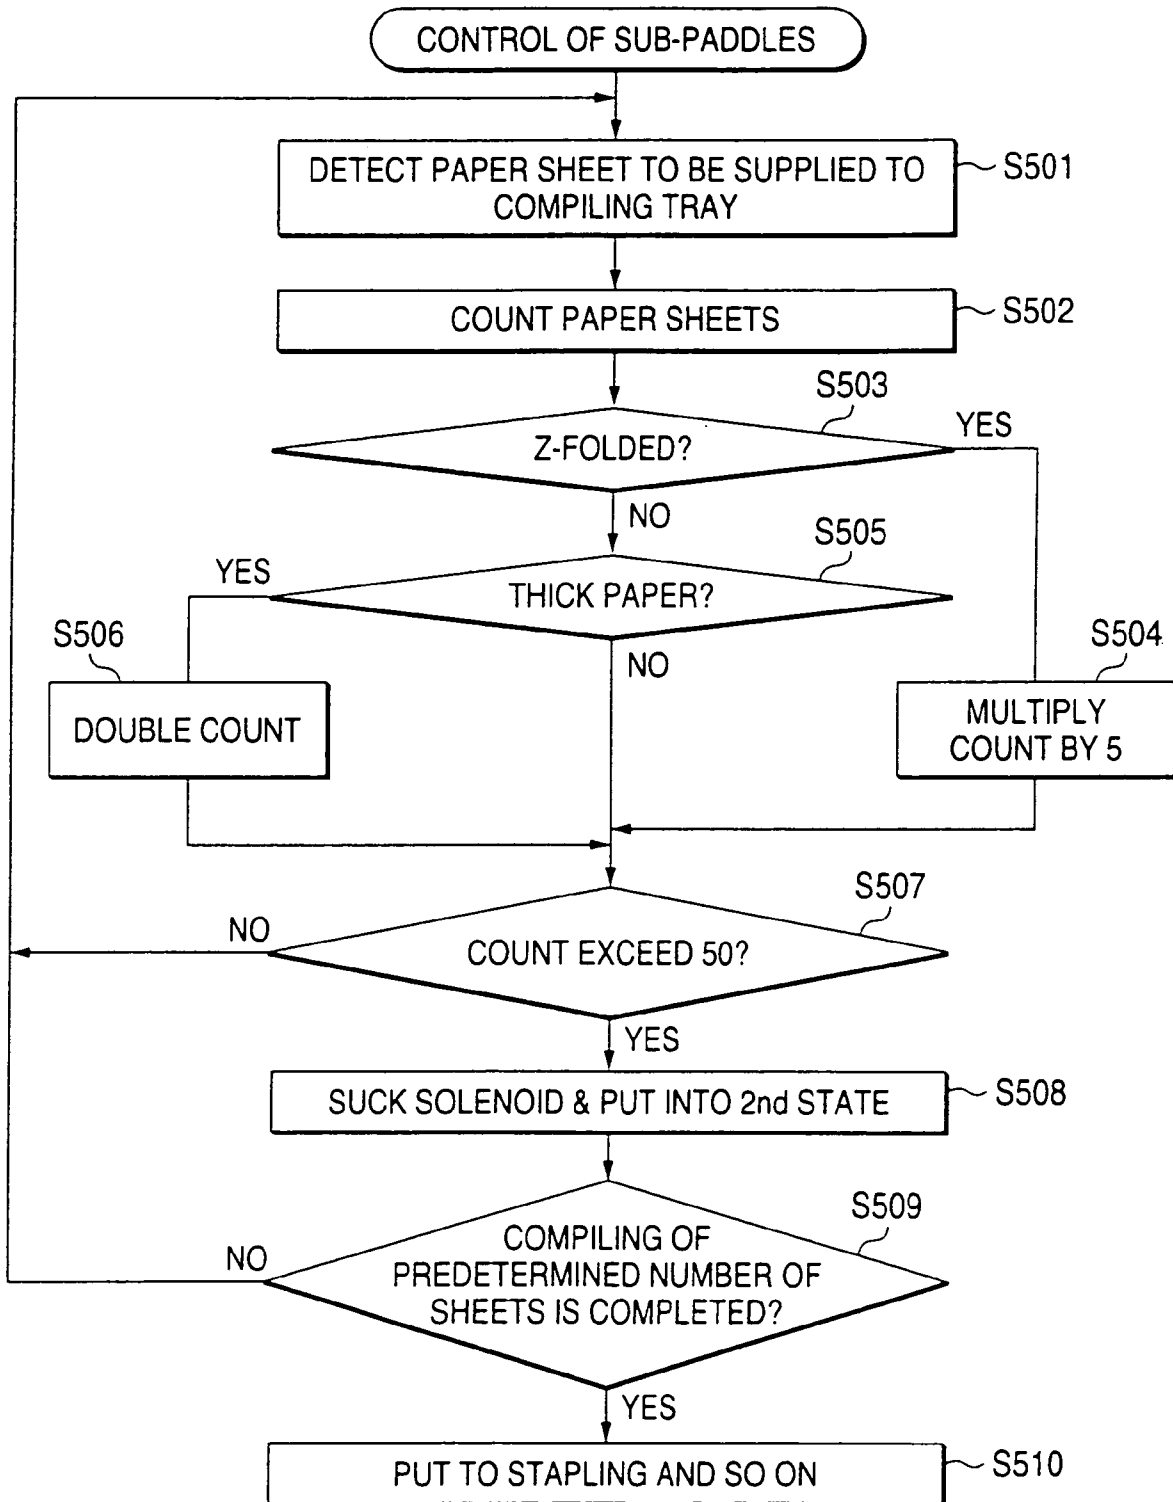 CONTROL OF SUB-PADDLES
DETECT PAPER SHEET TO BE SUPPLIED TO
COMPILING TRAY
S501
COUNT PAPER SHEETS
S502
S503
Z-FOLDED?
YES
NO
S505
THICK PAPER?
YES
NO
S506
DOUBLE COUNT
S504
MULTIPLY
COUNT BY 5
S507
COUNT EXCEED 50?
NO
YES
SUCK SOLENOID & PUT INTO 2nd STATE
S508
S509
COMPILING OF
PREDETERMINED NUMBER OF
SHEETS IS COMPLETED?
NO
YES
PUT TO STAPLING AND SO ON
S510